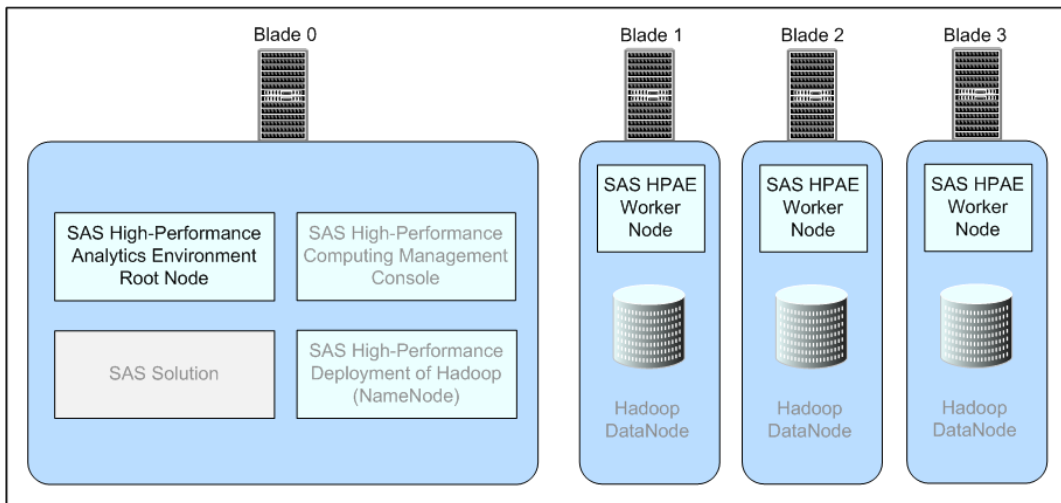 Blade 0
Blade 1
Blade 2
Blade 3
SAS High-Performance
Analytics Environment
Root Node
SAS High-Performance
Computing Management
Console
SAS Solution
SAS High-Performance
Deployment of Hadoop
(NameNode)
SAS HPAE
Worker
Node
Hadoop
DataNode
SAS HPAE
Worker
Node
Hadoop
DataNode
SAS HPAE
Worker
Node
Hadoop
DataNode